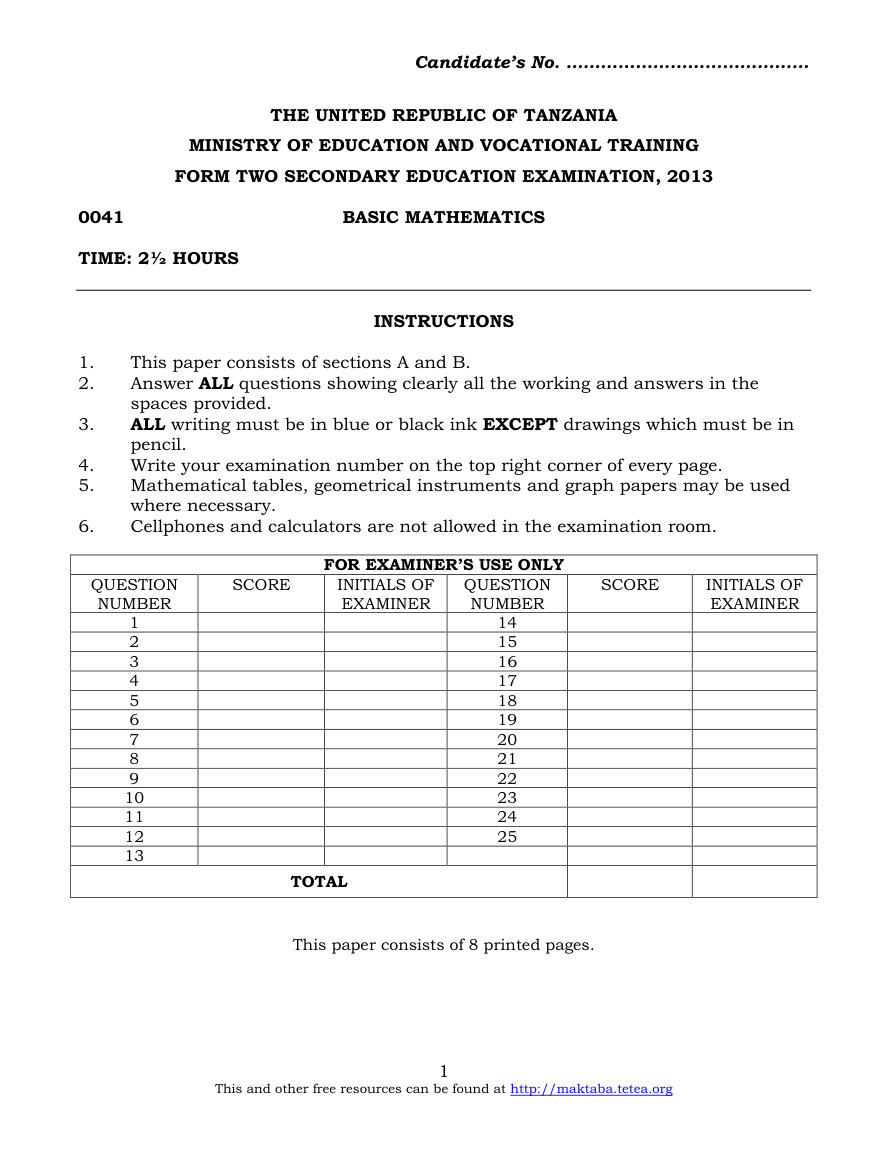 Candidate's No. ..........................................
THE UNITED REPUBLIC OF TANZANIA
MINISTRY OF EDUCATION AND VOCATIONAL TRAINING
FORM TWO SECONDARY EDUCATION EXAMINATION, 2013
0041 BASIC MATHEMATICS
TIME: 2½ HOURS
INSTRUCTIONS
1. This paper consists of sections A and B.
2. Answer ALL questions showing clearly all the working and answers in the
spaces provided.
3. ALL writing must be in blue or black ink EXCEPT drawings which must be in
pencil.
4. Write your examination number on the top right corner of every page.
5. Mathematical tables, geometrical instruments and graph papers may be used
where necessary.
6. Cellphones and calculators are not allowed in the examination room.
FOR EXAMINER'S USE ONLY
QUESTION SCORE INITIALS OF QUESTION SCORE INITIALS OF
NUMBER EXAMINER NUMBER EXAMINER
1 14
2 15
3 16
4 17
5 18
6 19
7 20
8 21
9 22
10 23
11 24
12 25
13
TOTAL
This paper consists of 8 printed pages.
1
This and other free resources can be found at http://maktaba.tetea.org